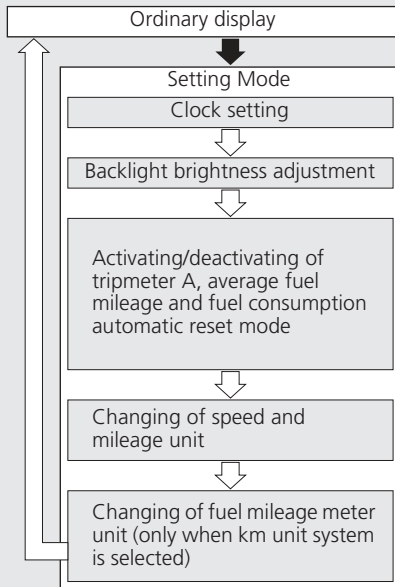 Ordinary display
Setting Mode
Clock setting
Backlight brightness adjustment
Activating/deactivating of
tripmeter A, average fuel
mileage and fuel consumption
automatic reset mode
Changing of speed and
mileage unit
Changing of fuel mileage meter
unit (only when km unit system
is selected)